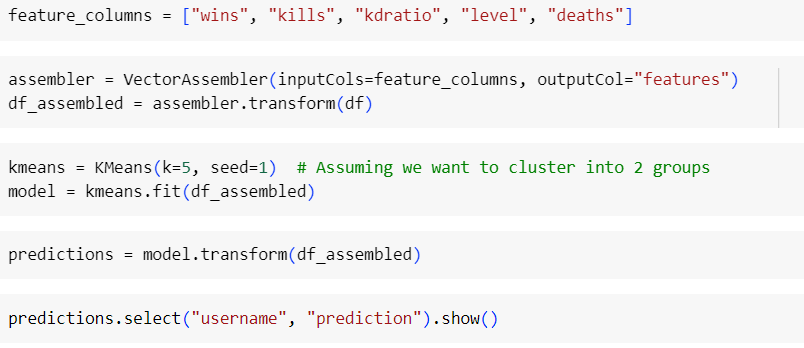 feature_columns = ["wins", "kills", "kdratio", "level", "deaths"]
assembler = VectorAssembler(inputCols=feature_columns, outputCol="features")
df_assembled = assembler.transform(df)
kmeans = KMeans(k=5, seed=1)  # Assuming we want to cluster into 2 groups
model = kmeans.fit(df_assembled)
predictions = model.transform(df_assembled)
predictions.select("username", "prediction").show()